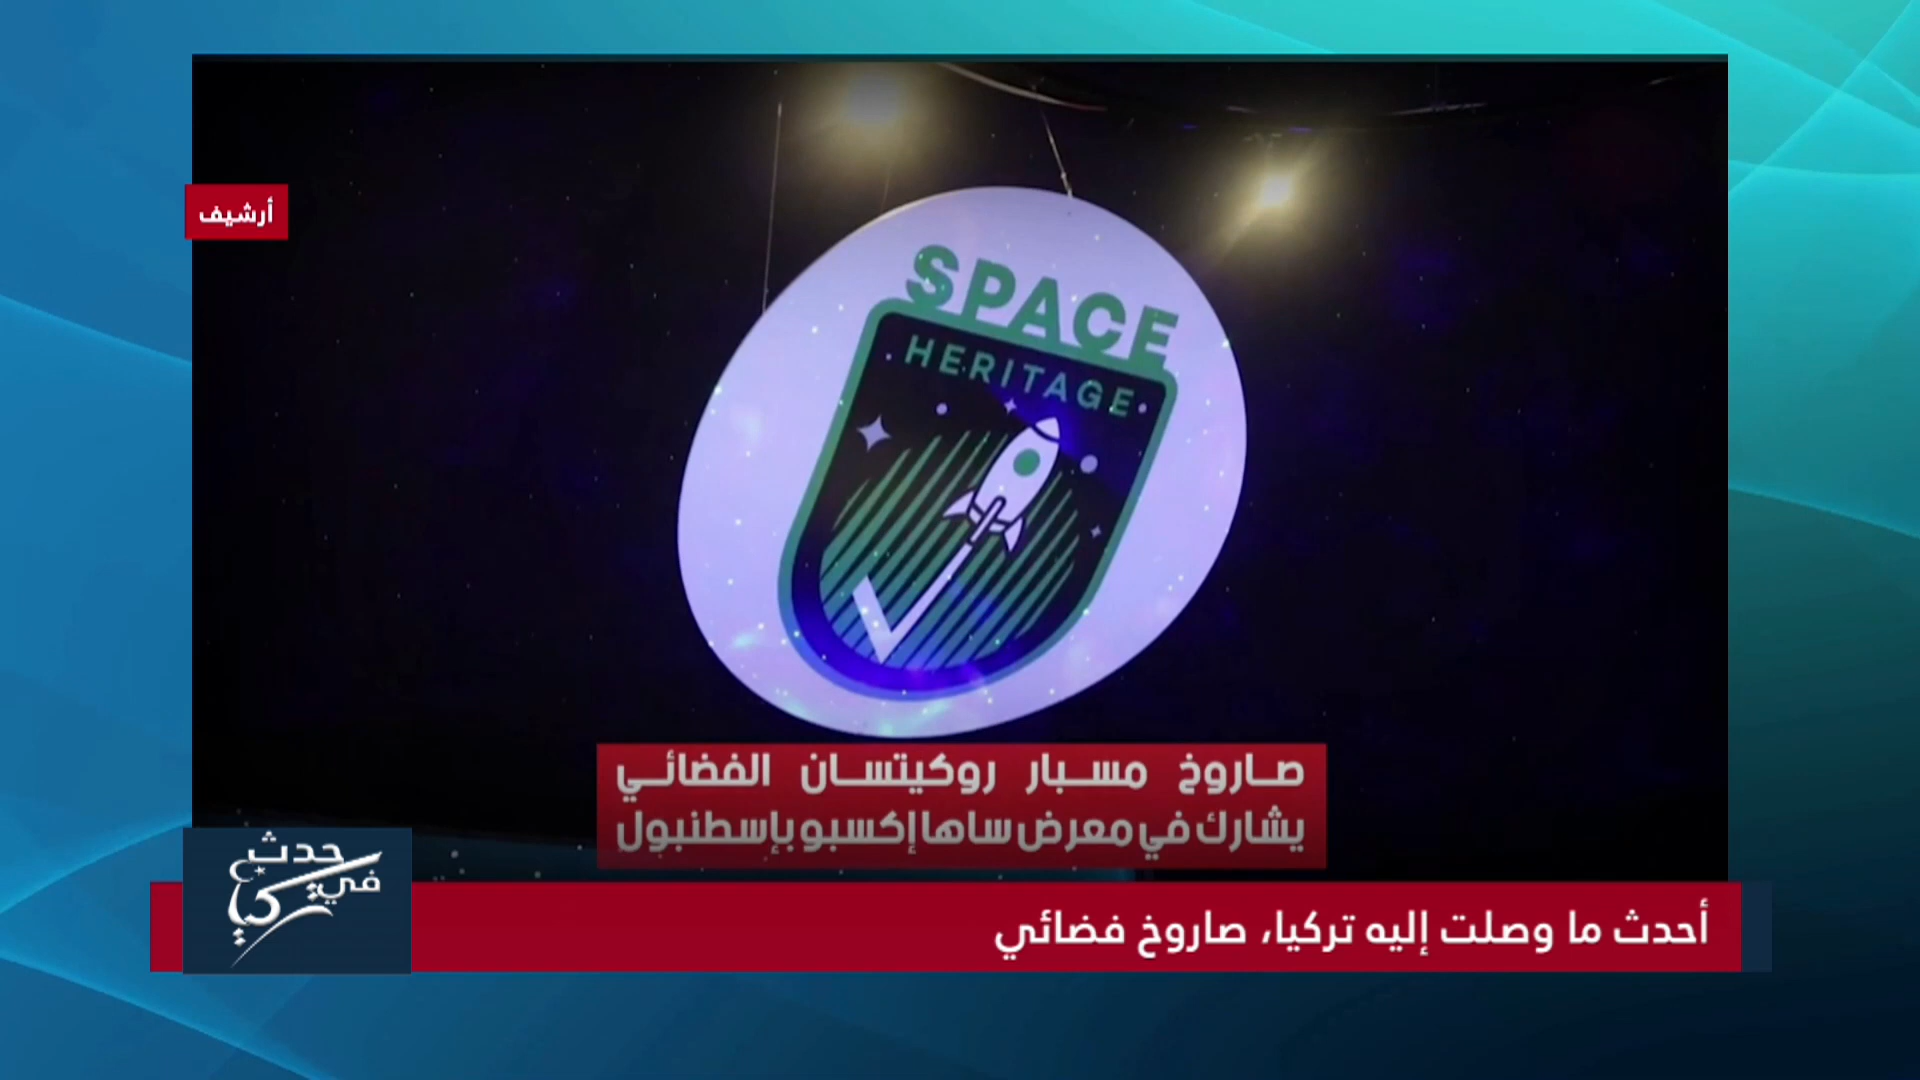 أرشيف
SPACE
HERITAGE
صاروخ مسبار روكيتسان الفضائي
يشارك في معرض ساها إكسبو بإسطنبول
حدث
في
تركيا
أحدث ما وصلت إليه تركيا، صاروخ فضائي